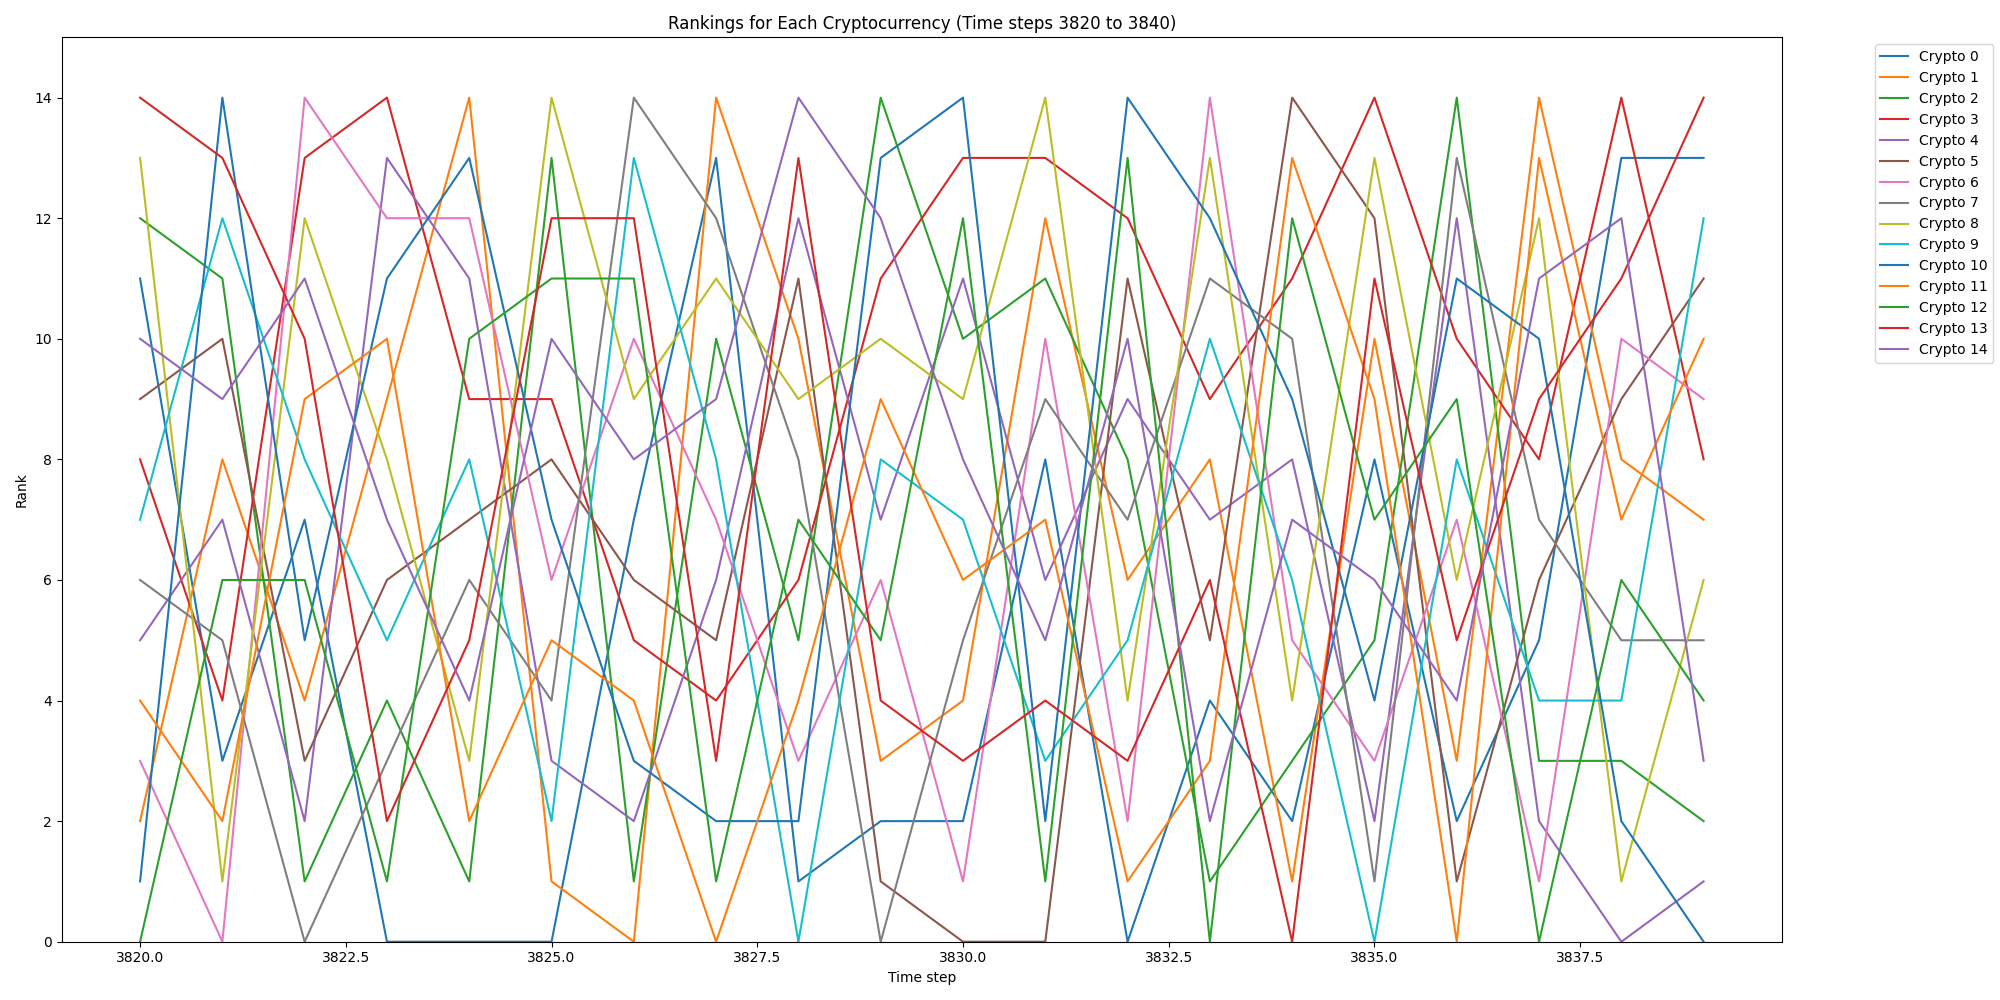 Rankings for Each Cryptocurrency (Time steps 3820 to 3840)
Rank
14
12
10
8
6
4
2
0
3820.0 3822.5 3825.0 3827.5 3830.0 3832.5 3835.0 3837.5
Time step
Crypto 0
Crypto 1
Crypto 2
Crypto 3
Crypto 4
Crypto 5
Crypto 6
Crypto 7
Crypto 8
Crypto 9
Crypto 10
Crypto 11
Crypto 12
Crypto 13
Crypto 14